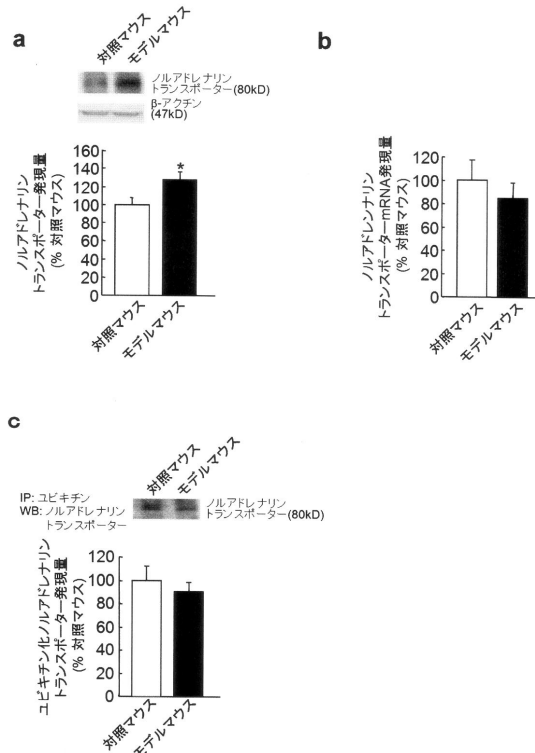 a
対照マウス
モデルマウス
ノルアドレナリン
トランスポーター(80kD)
β-アクチン
(47kD)
ノルアドレナリン
トランスポーター発現量
(% 対照マウス)
160
140
120
100
80
60
40
20
0
*
対照マウス
モデルマウス
b
ノルアドレンナリン
トランスポーターmRNA発現量
(% 対照マウス)
120
100
80
60
40
20
0
対照マウス
モデルマウス
c
対照マウス
モデルマウス
IP: ユビキチン
WB: ノルアドレナリン
トランスポーター
ノルアドレナリン
トランスポーター(80kD)
ユビキチン化ノルアドレナリン
トランスポーター発現量
(% 対照マウス)
120
100
80
60
40
20
0
対照マウス
モデルマウス